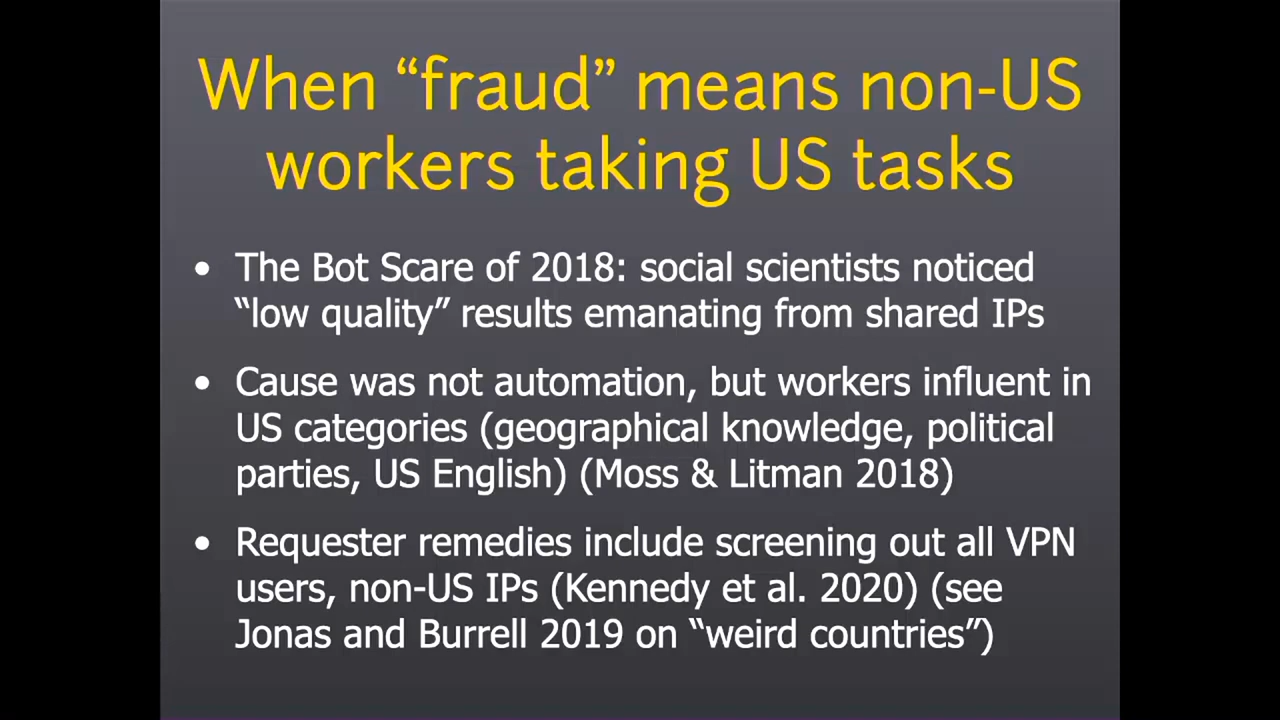 When “fraud” means non-US
workers taking US tasks
• The Bot Scare of 2018: social scientists noticed
“low quality” results emanating from shared IPs
• Cause was not automation, but workers influent in
US categories (geographical knowledge, political
parties, US English) (Moss & Litman 2018)
• Requester remedies include screening out all VPN
users, non-US IPs (Kennedy et al. 2020) (see
Jonas and Burrell 2019 on “weird countries”)